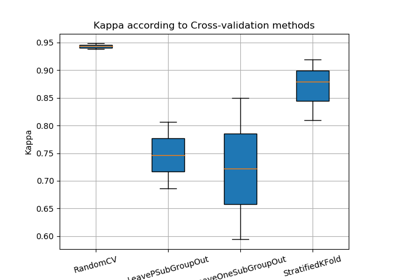 Kappa according to Cross-validation methods
0.95
0.90
0.85
0.80
0.75
0.70
0.65
0.60
Kappa
RandomCV
LeavePSubGroupOut
StratifiedKFold